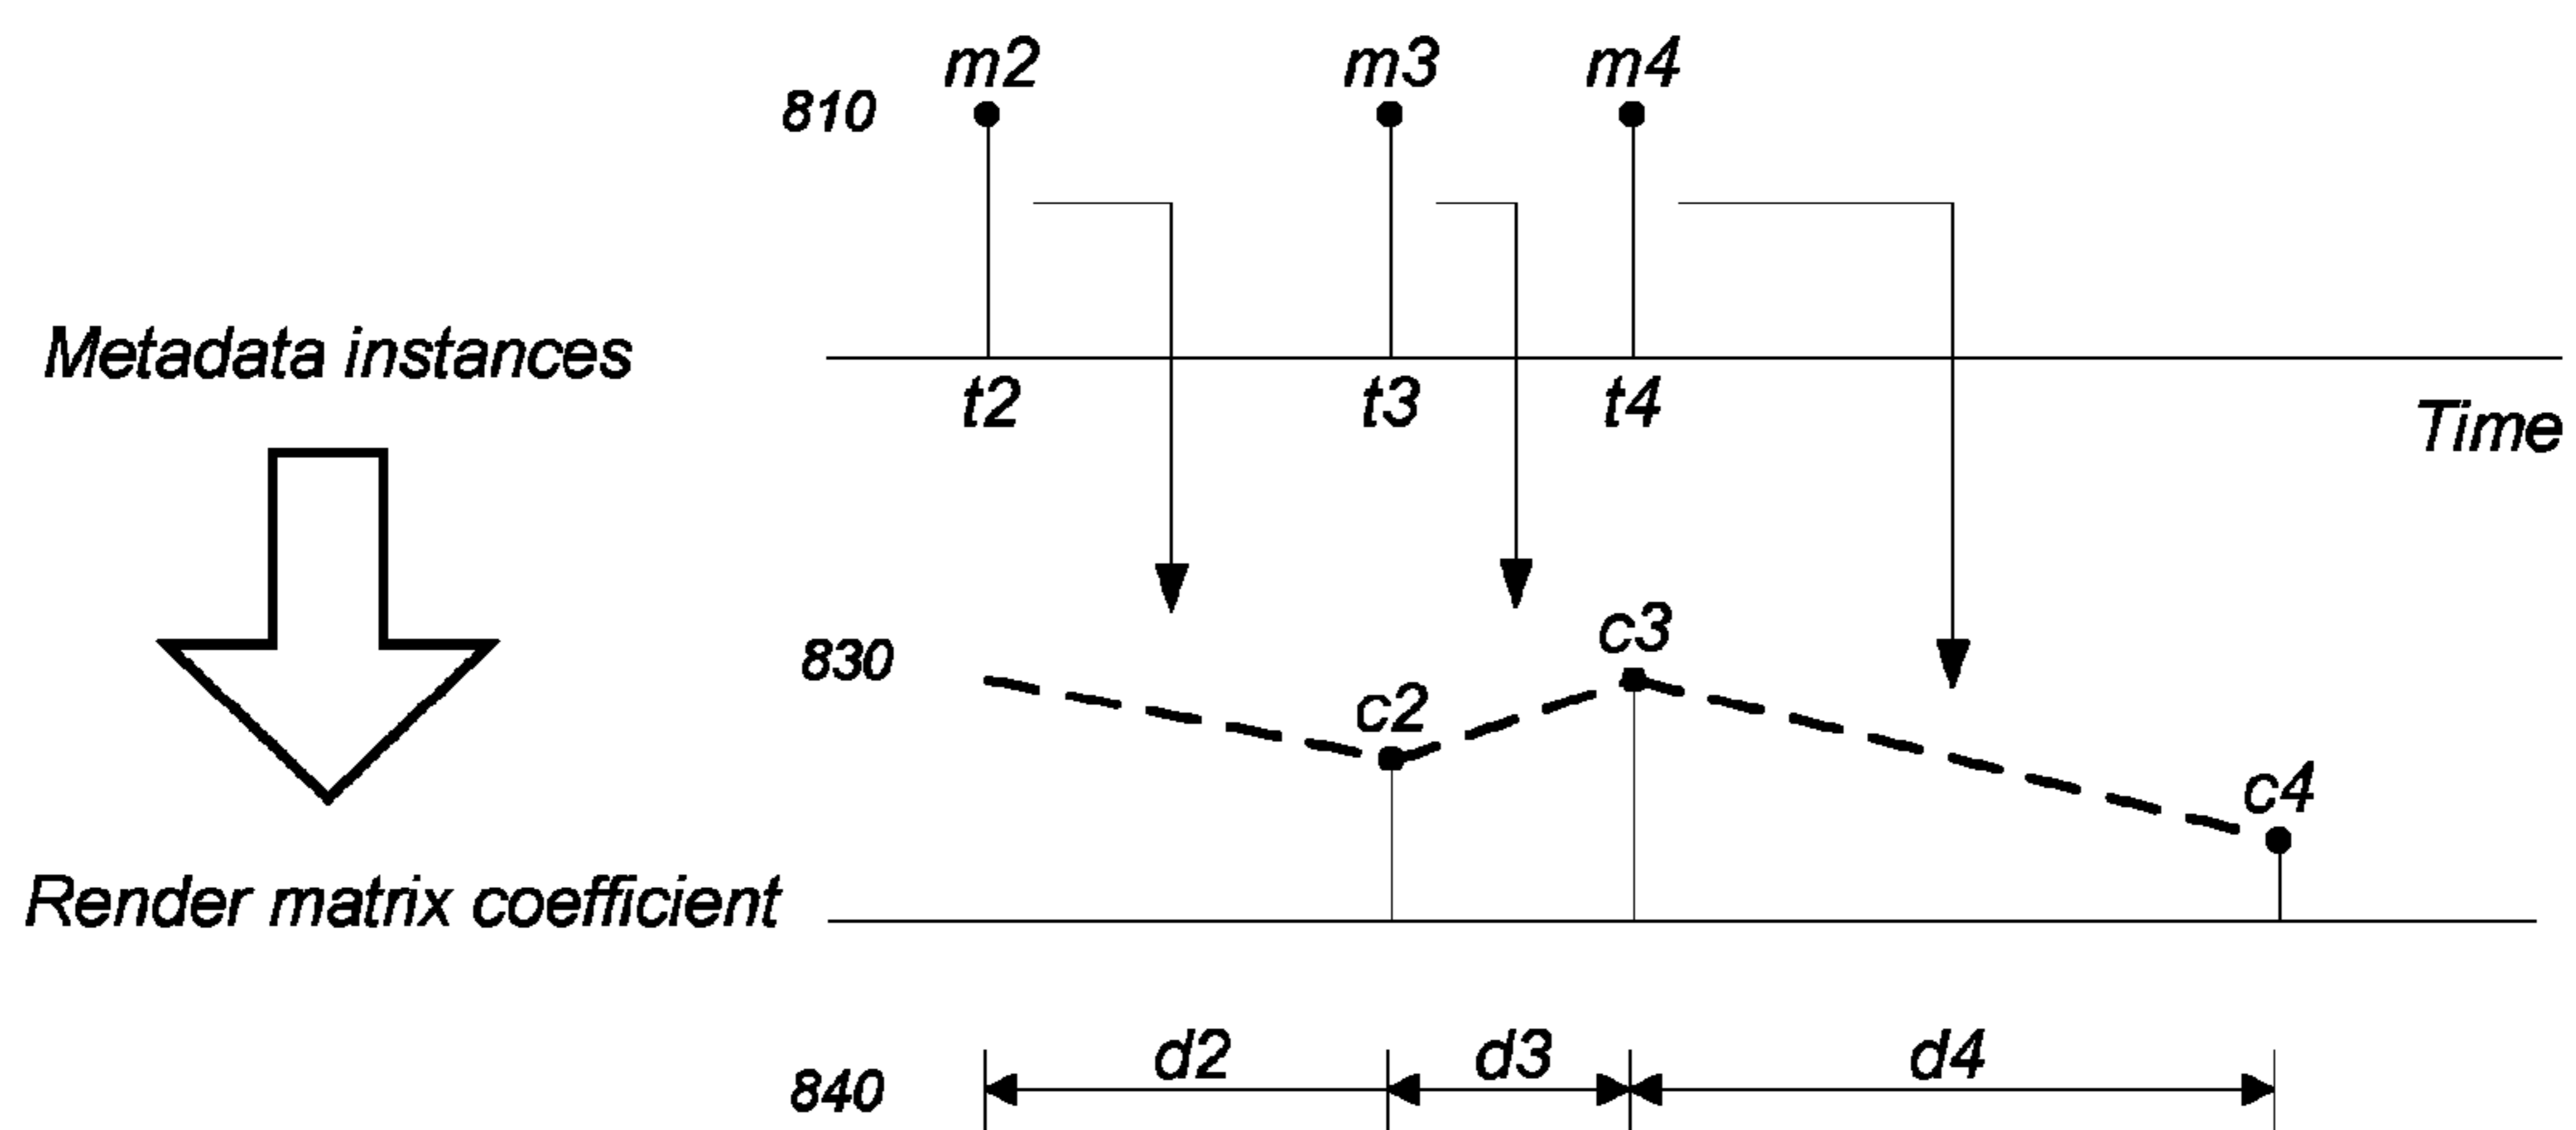 m2 m3 m4
810
Metadata instances
t2 t3 t4
Time
830
c3
c2
c4
Render matrix coefficient
d2 d3 d4
840